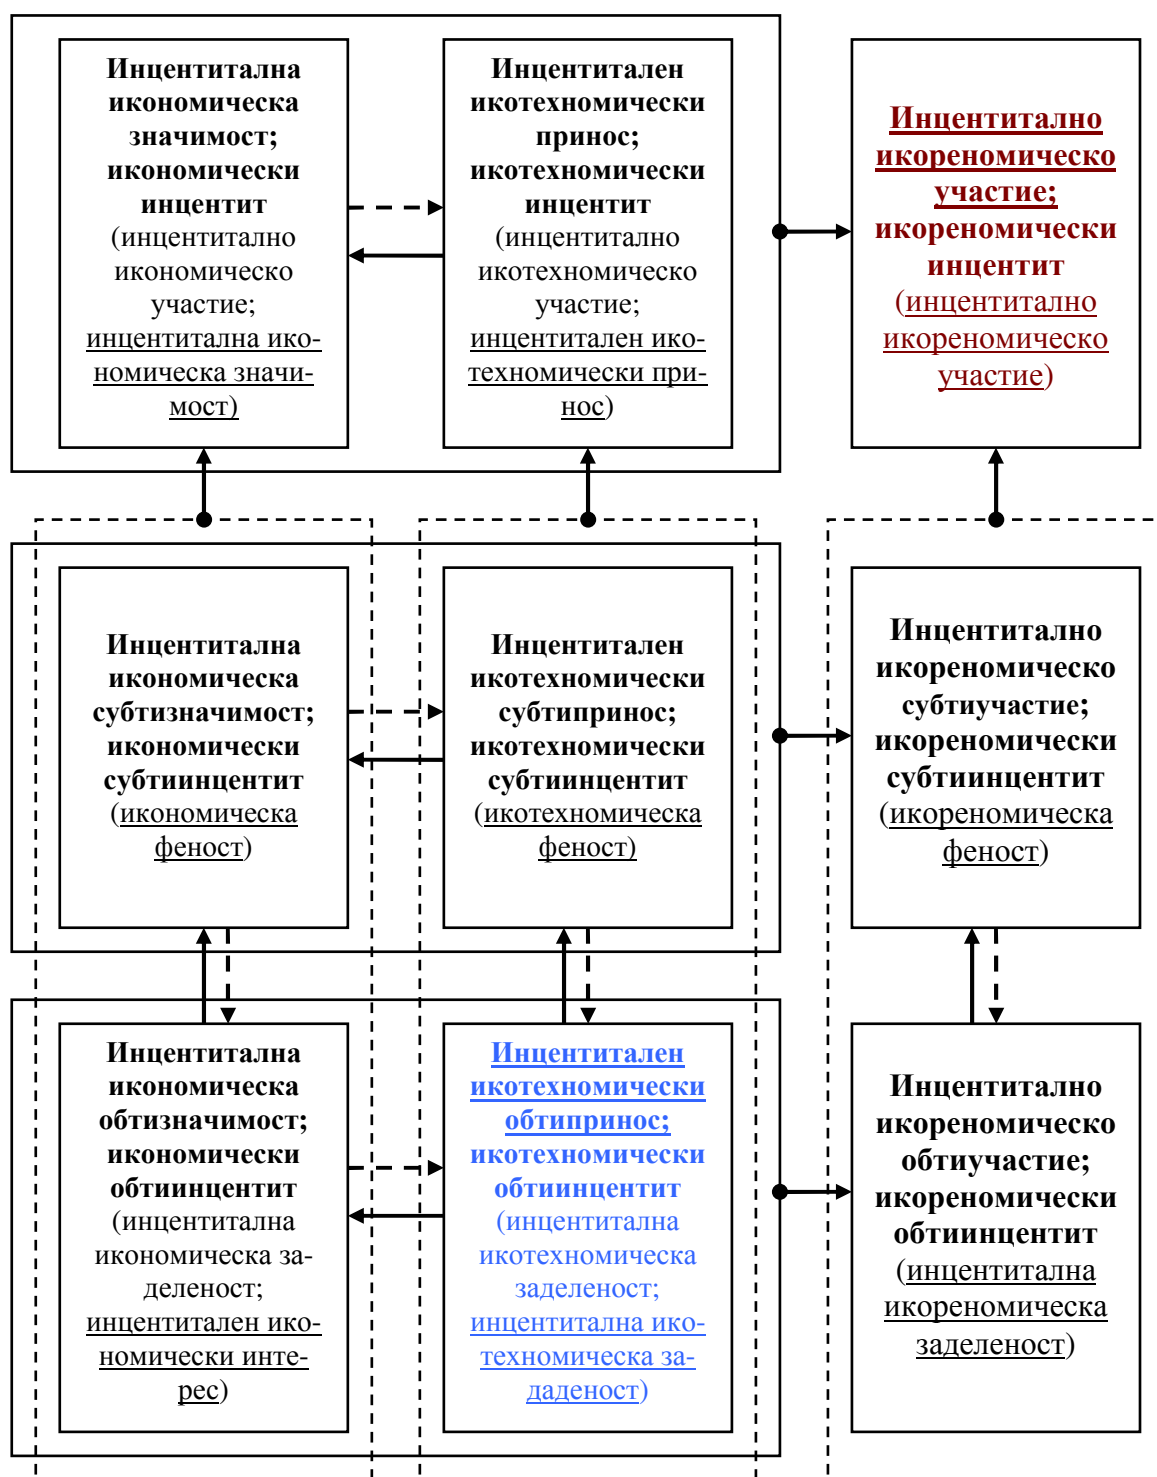 Инцентитална
икономическа
значимост;
икономически
инцентит
(инцентитално
икономическо
участие;
инцентитална ико-
номическа значи-
мост)
Инцентитален
икотехномически
принос;
икотехномически
инцентит
(инцентитално
икотехномическо
участие;
инцентитален ико-
техномически при-
нос)
Инцентитално
икореномическо
участие;
икореномически
инцентит
(инцентитално
икореномическо
участие)
Инцентитална
икономическа
субтизначимост;
икономически
субтиинцентит
(икономическа
феност)
Инцентитален
икотехномически
субтипринос;
икотехномически
субтиинцентит
(икотехномическа
феност)
Инцентитално
икореномическо
субтиучастие;
икореномически
субтиинцентит
(икореномическа
феност)
Инцентитална
икономическа
обтизначимост;
икономически
обтиинцентит
(инцентитална
икономическа за-
деленост;
инцентитален ико-
номически инте-
рес)
Инцентитален
икотехномически
обтипринос;
икотехномически
обтиинцентит
(инцентитална
икотехномическа
заделеност;
инцентитална ико-
техномическа за-
даденост)
Инцентитално
икореномическо
обтиучастие;
икореномически
обтиинцентит
(инцентитална
икореномическа
заделеност)